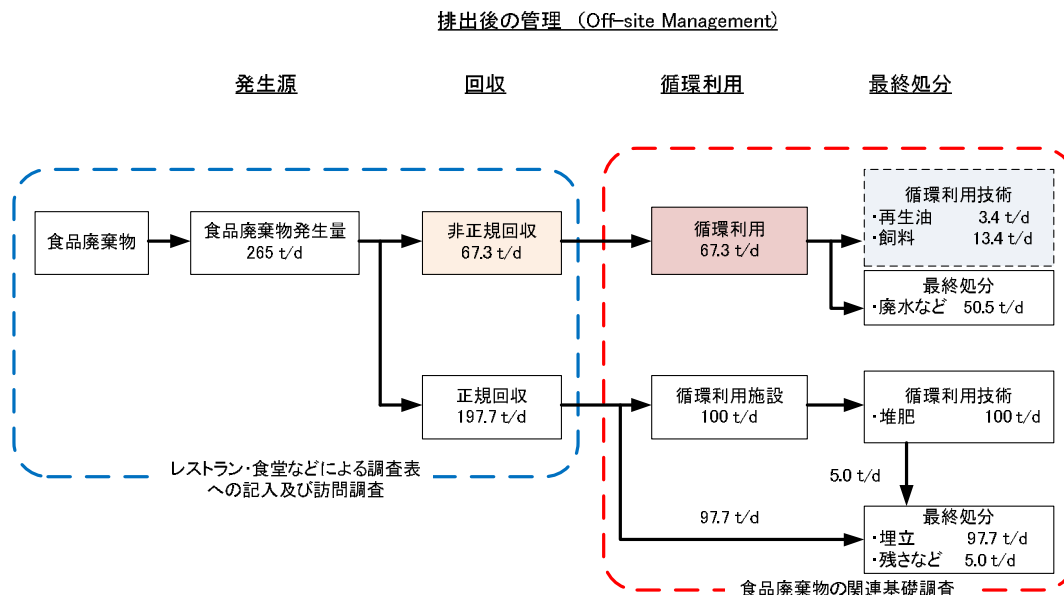 排出後の管理 (Off-site Management)
発生源 回収 循環利用 最終処分
食品廃棄物
食品廃棄物発生量
265 t/d
非正規回収
67.3 t/d
循環利用
67.3 t/d
循環利用技術
・再生油 3.4 t/d
・飼料 13.4 t/d
最終処分
・廃水など 50.5 t/d
正規回収
197.7 t/d
循環利用施設
100 t/d
循環利用技術
・堆肥 100 t/d
5.0 t/d
97.7 t/d
最終処分
・埋立 97.7 t/d
・残さなど 5.0 t/d
レストラン・食堂などによる調査表
への記入及び訪問調査
食品廃棄物の関連基礎調査